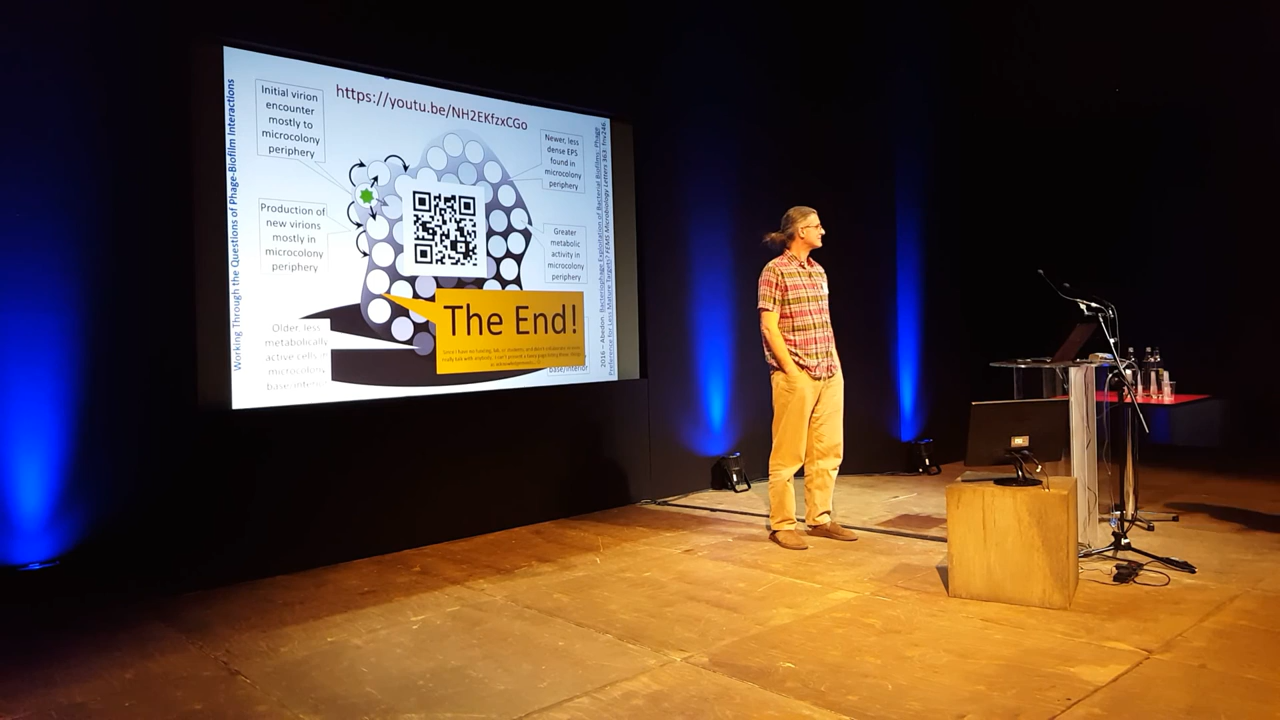 Working Through the Questions of Phage-Biofilm Interactions
https://youtu.be/NH2EKfzxCGo
Initial virion
encounter
mostly to
microcolony
periphery
Newer, less
dense EPS
found in
microcolony
periphery
Production of
new virions
mostly in
microcolony
periphery
Greater
metabolic
activity in
microcolony
periphery
Older, less
metabolically
active cells in
microcolony
base/interior
The End!
base/interior
2016 – Abedon. Bacteriophage Exploitation of Bacterial Biofilms: Phage
Preference for Less Mature Targets? FEMS Microbiology Letters 363: fnv246.